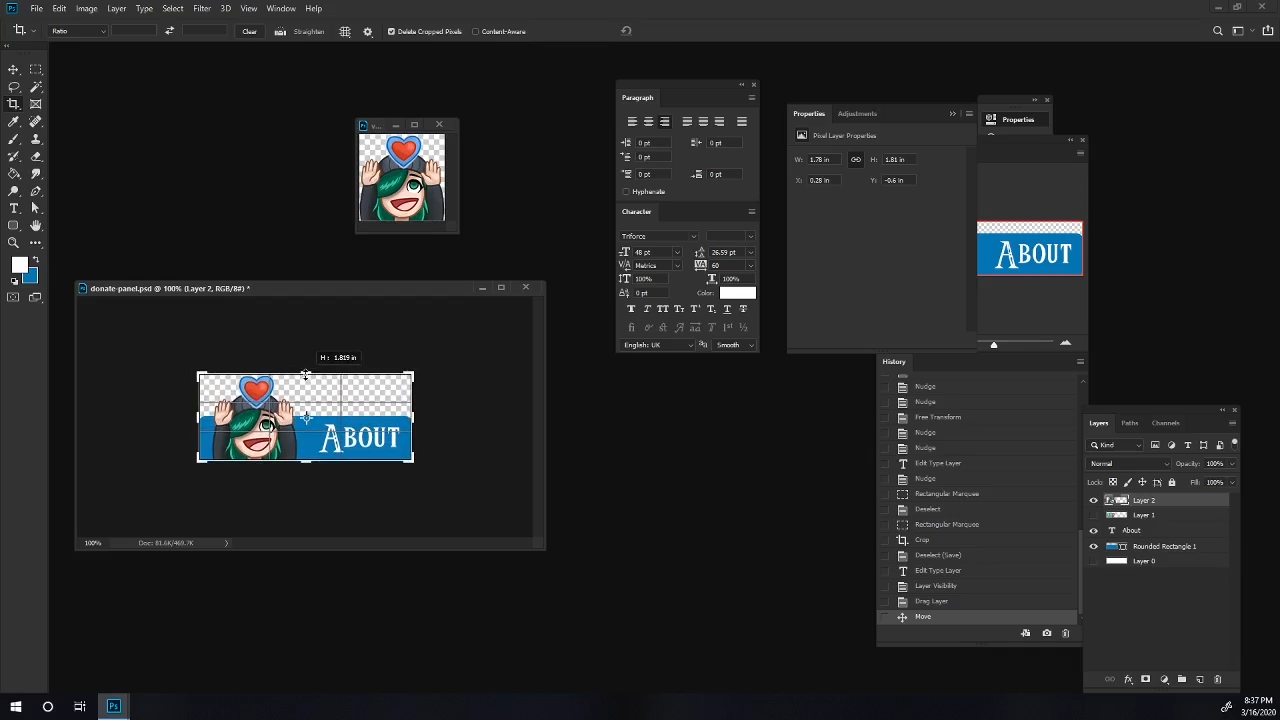 File Edit Image Layer Type Select Filter 3D View Window Help
Ratio Clear Straighten Delete Cropped Pixels Content-Aware
v...
Paragraph
0 pt 0 pt
0 pt
0 pt 0 pt
Hyphenate
Character
Triforce
48 pt 26.59 pt
Metrics 60
100% 100%
0 pt Color:
English: UK Smooth
Properties Adjustments
Pixel Layer Properties
W: 1.78 in H: 1.81 in
X: 0.28 in Y: -0.6 in
Properties
About
donate-panel.psd @ 100% (Layer 2, RGB/8#) *
H: 1.819 in
About
100% Doc: 81.6K/469.7K
History
Nudge
Nudge
Free Transform
Nudge
Nudge
Edit Type Layer
Nudge
Rectangular Marquee
Deselect
Rectangular Marquee
Crop
Deselect (Save)
Edit Type Layer
Layer Visibility
Drag Layer
Move
Layers Paths Channels
Kind
Normal Opacity: 100%
Lock: Fill: 100%
Layer 2
Layer 1
About
Rounded Rectangle 1
Layer 0
8:37 PM
3/16/2020